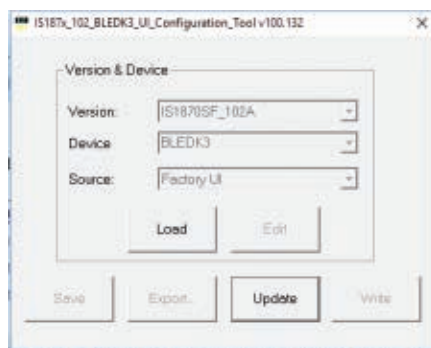 IS187x_102_BLEDK3_UI_Configuration_Tool v100.132
Version & Device
Version: IS1870SF_102A
Device BLEDK3
Source: Factory UI
Load Edit
Save Export... Update Write